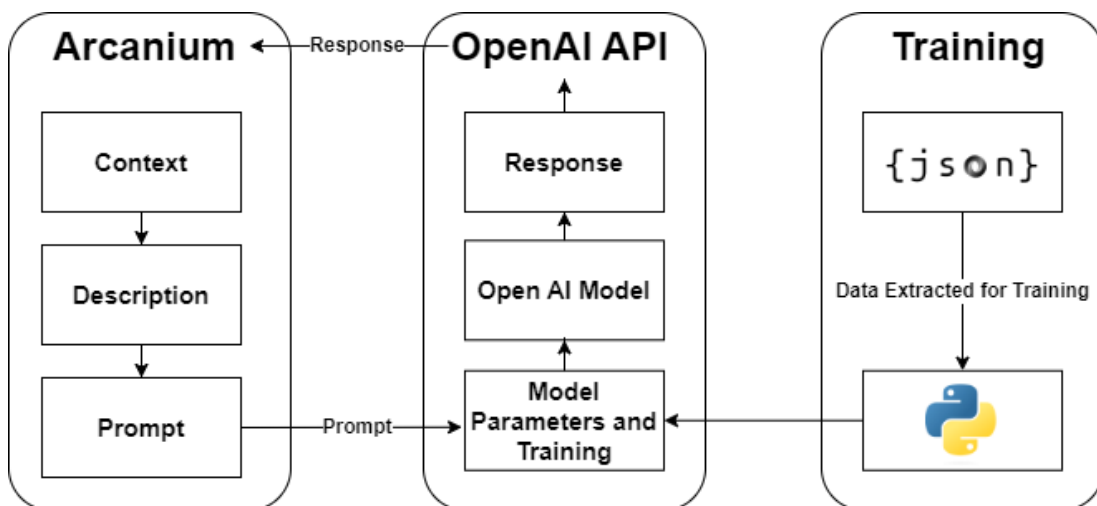 Arcanium
Response
OpenAI API
Training
Context
Description
Prompt
Prompt
Response
Open AI Model
Model
Parameters and
Training
{json}
Data Extracted for Training